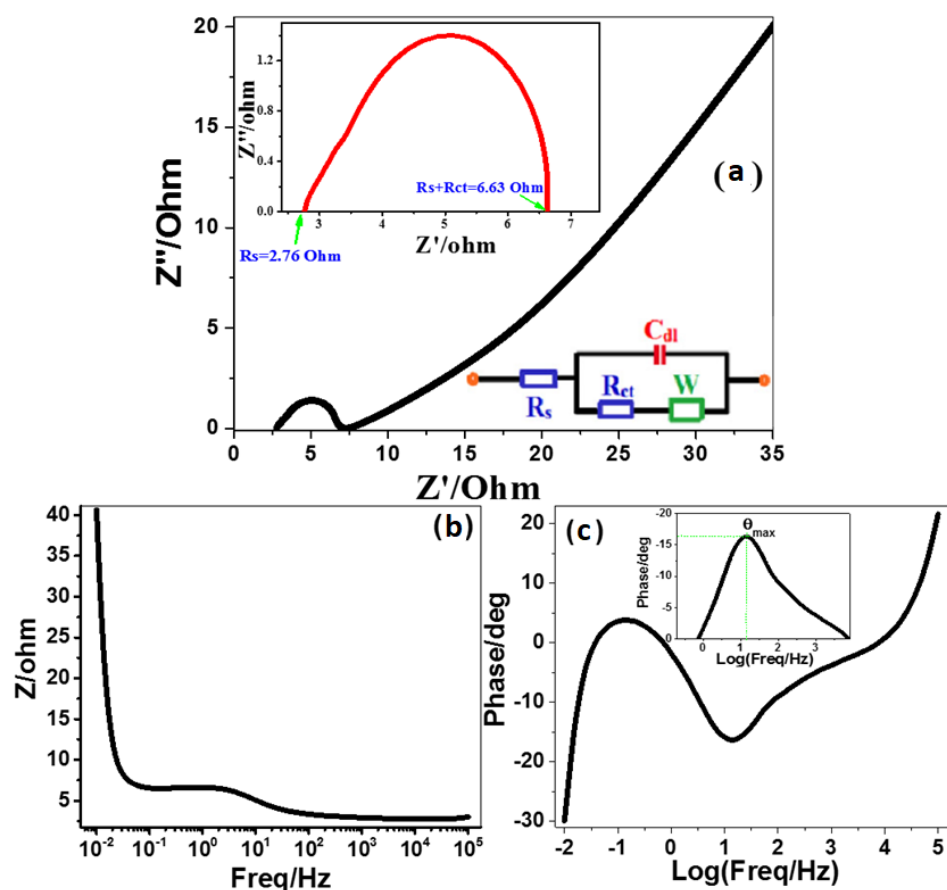 20
15
10
5
0
Z''/Ohm
0 5 10 15 20 25 30 35
Z'/Ohm
(a)
1.2
0.8
0.4
0.0
Z''/ohm
3 4 5 6 7
Z'/ohm
Rs+Rct=6.63 Ohm
Rs=2.76 Ohm
Cdl
Rs
Rct
W
(b)
40
35
30
25
20
15
10
5
Z/ohm
10-2 10-1 100 101 102 103 104 105
Freq/Hz
(c)
20
10
0
-10
-20
-30
Phase/deg
-2 -1 0 1 2 3 4 5
Log(Freq/Hz)
-20
-15
-10
-5
0
Phase/deg
θmax
0 1 2 3
Log(Freq/Hz)